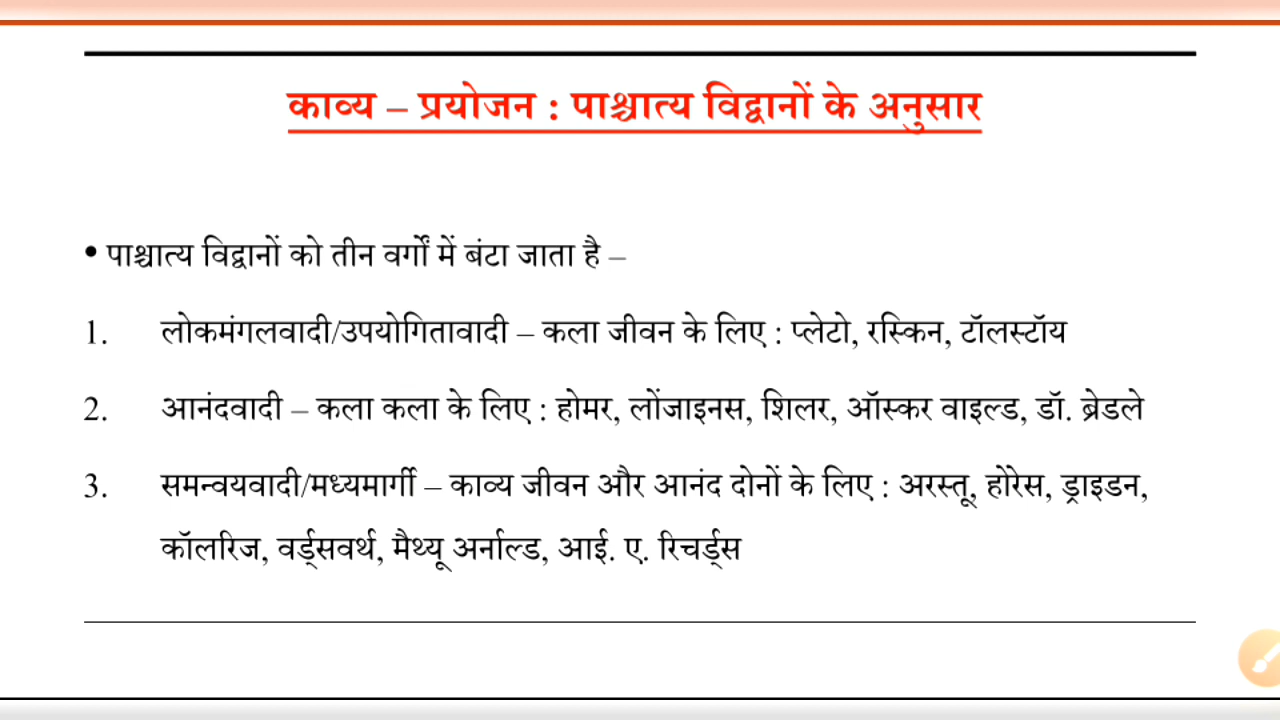 काव्य – प्रयोजन : पाश्चात्य विद्वानों के अनुसार
• पाश्चात्य विद्वानों को तीन वर्गों में बंटा जाता है –
1. लोकमंगलवादी/उपयोगितावादी – कला जीवन के लिए : प्लेटो, रस्किन, टॉलस्टॉय
2. आनंदवादी – कला कला के लिए : होमर, लोंजाइनस, शिलर, ऑस्कर वाइल्ड, डॉ. ब्रेडले
3. समन्वयवादी/मध्यमार्गी – काव्य जीवन और आनंद दोनों के लिए : अरस्तू, होरेस, ड्राइडन,
कॉलरिज, वर्ड्सवर्थ, मैथ्यू अर्नाल्ड, आई. ए. रिचर्ड्स